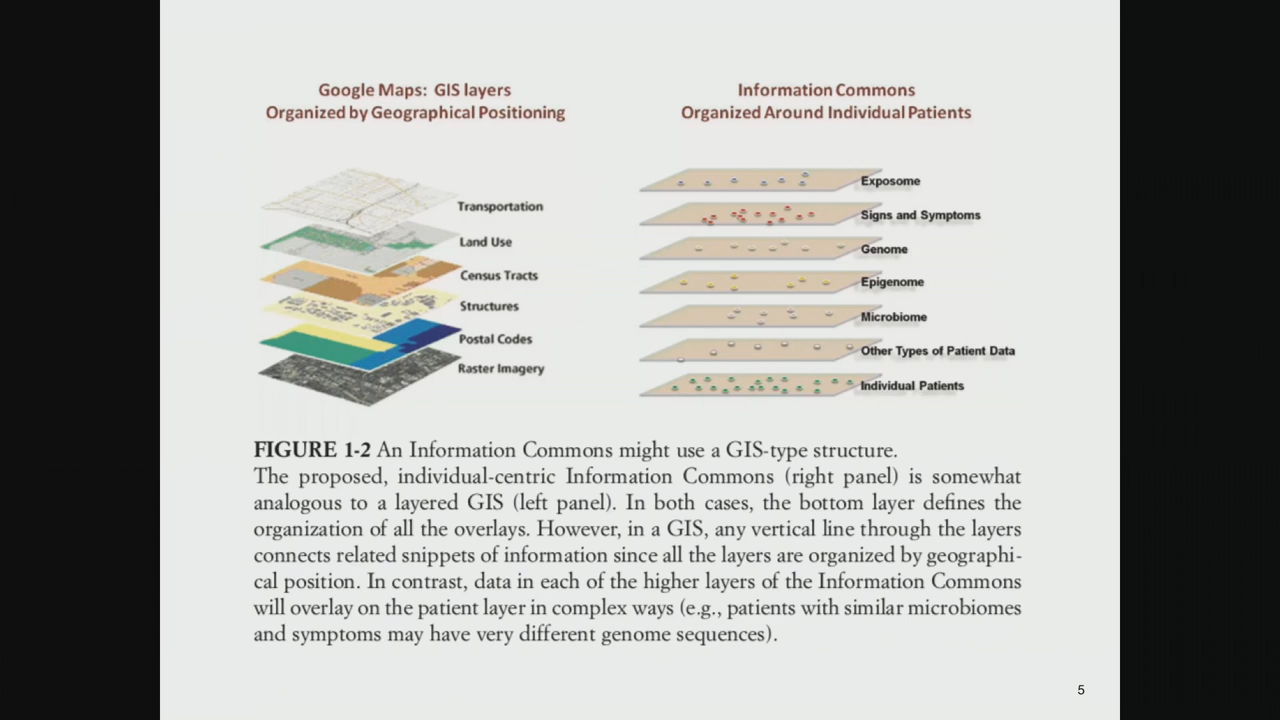 Google Maps: GIS layers
Organized by Geographical Positioning
Information Commons
Organized Around Individual Patients
Transportation
Land Use
Census Tracts
Structures
Postal Codes
Raster Imagery
Exposome
Signs and Symptoms
Genome
Epigenome
Microbiome
Other Types of Patient Data
Individual Patients
FIGURE 1-2 An Information Commons might use a GIS-type structure.
The proposed, individual-centric Information Commons (right panel) is somewhat
analogous to a layered GIS (left panel). In both cases, the bottom layer defines the
organization of all the overlays. However, in a GIS, any vertical line through the layers
connects related snippets of information since all the layers are organized by geographi-
cal position. In contrast, data in each of the higher layers of the Information Commons
will overlay on the patient layer in complex ways (e.g., patients with similar microbiomes
and symptoms may have very different genome sequences).
5